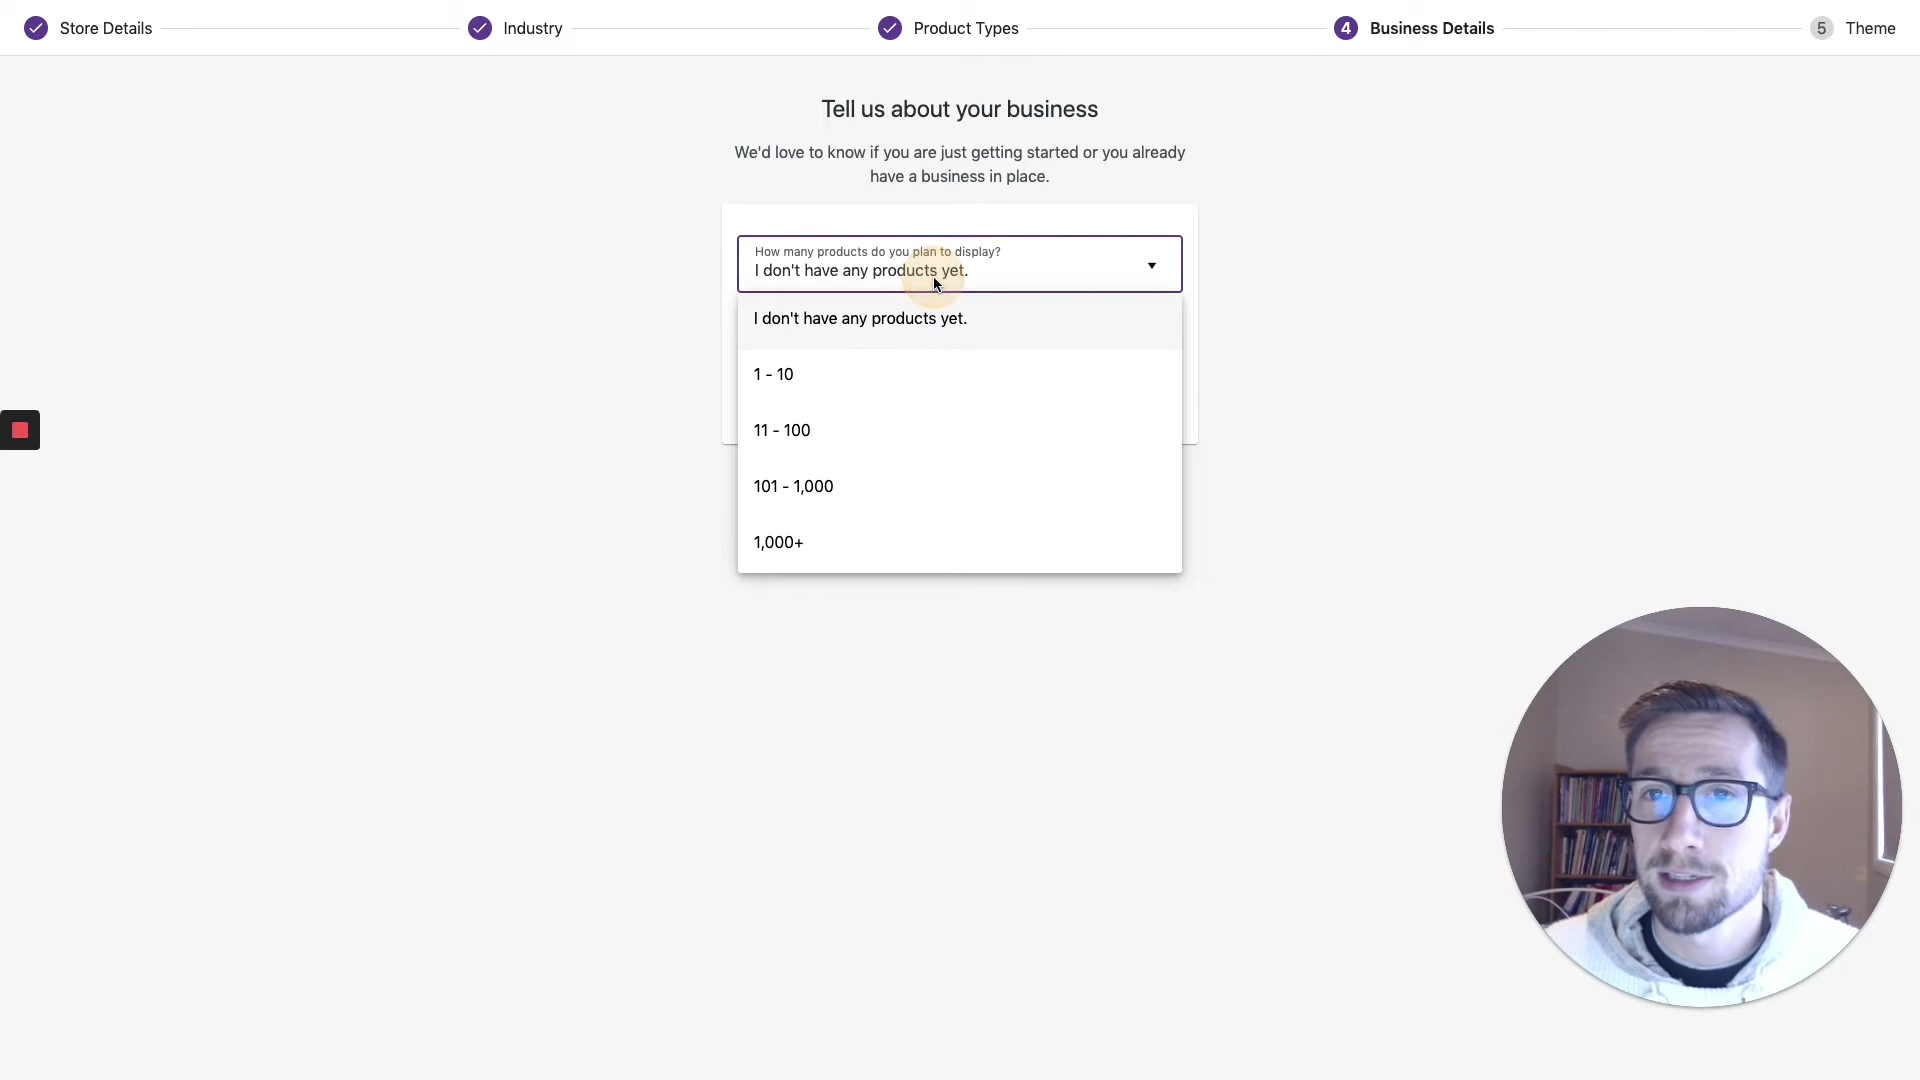 Store Details
Industry
Product Types
4 Business Details
5 Theme
Tell us about your business
We'd love to know if you are just getting started or you already
have a business in place.
How many products do you plan to display?
I don't have any products yet.
I don't have any products yet.
1 - 10
11 - 100
101 - 1,000
1,000+